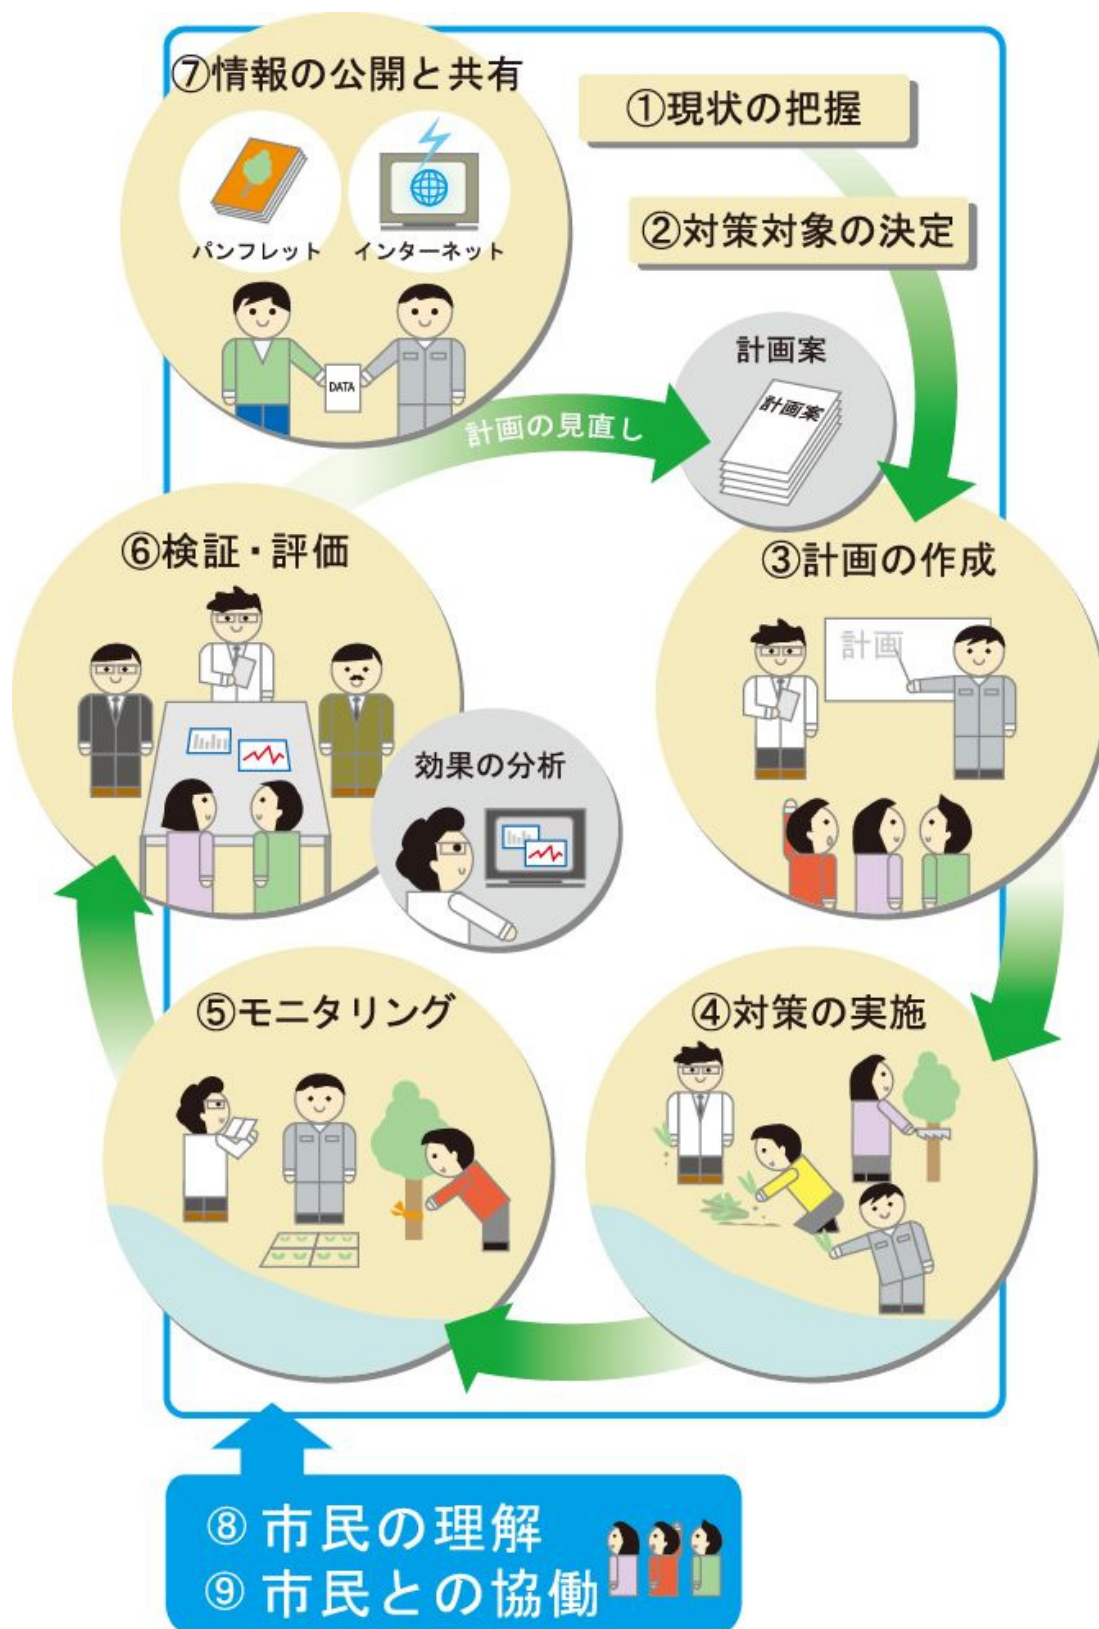 ⑦情報の公開と共有
パンフレット
インターネット
DATA
①現状の把握
②対策対象の決定
計画案
計画案
計画の見直し
③計画の作成
計画
④対策の実施
⑤モニタリング
⑥検証・評価
効果の分析
⑧市民の理解
⑨市民との協働